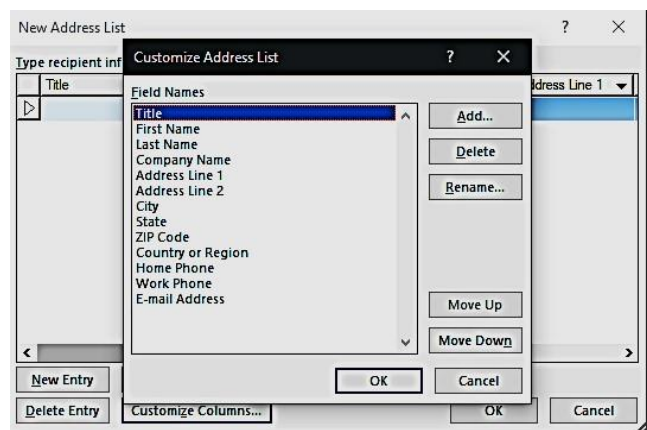 New Address List ? ×
Type recipient inf
Title
ddress Line 1
Customize Address List ? ×
Field Names
Title
First Name
Last Name
Company Name
Address Line 1
Address Line 2
City
State
ZIP Code
Country or Region
Home Phone
Work Phone
E-mail Address
Add...
Delete
Rename...
Move Up
Move Down
OK
Cancel
New Entry
Delete Entry
Customize Columns...
OK
Cancel